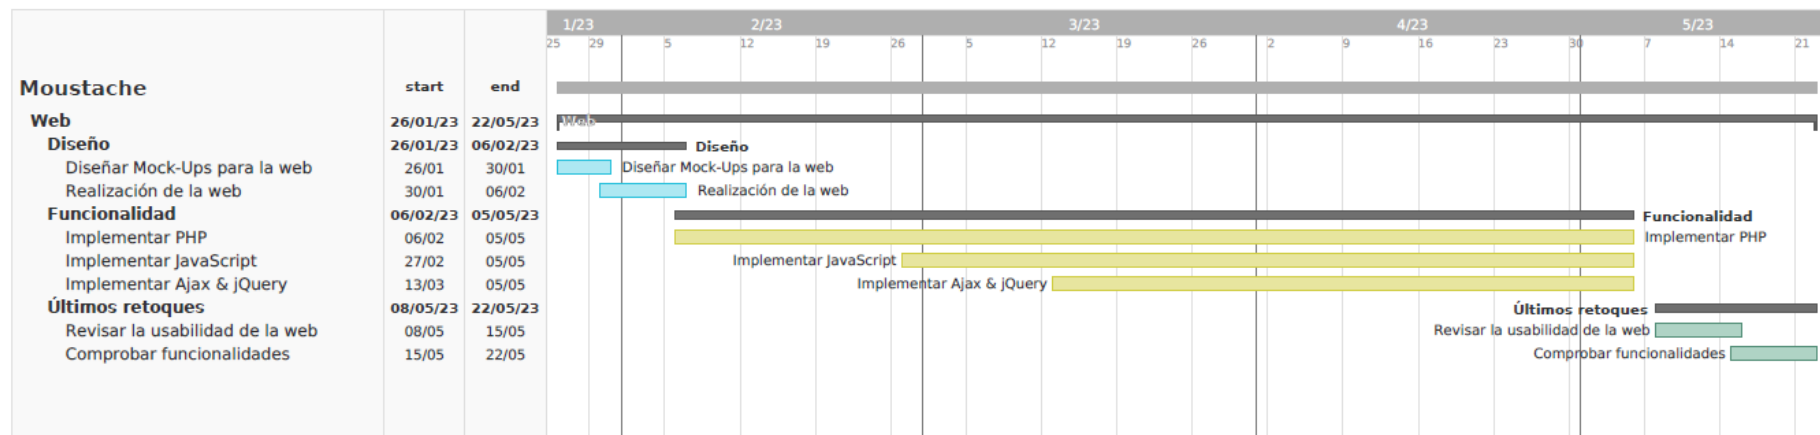 1/23 2/23 3/23 4/23 5/23
25 29 5 12 19 26 5 12 19 26 2 9 16 23 30 7 14 21
Moustache start end
Web 26/01/23 22/05/23 Web
Diseño 26/01/23 06/02/23 Diseño
Diseñar Mock-Ups para la web 26/01 30/01 Diseñar Mock-Ups para la web
Realización de la web 30/01 06/02 Realización de la web
Funcionalidad 06/02/23 05/05/23 Funcionalidad
Implementar PHP 06/02 05/05 Implementar PHP
Implementar JavaScript 27/02 05/05 Implementar JavaScript
Implementar Ajax & jQuery 13/03 05/05 Implementar Ajax & jQuery
Últimos retoques 08/05/23 22/05/23 Últimos retoques
Revisar la usabilidad de la web 08/05 15/05 Revisar la usabilidad de la web
Comprobar funcionalidades 15/05 22/05 Comprobar funcionalidades